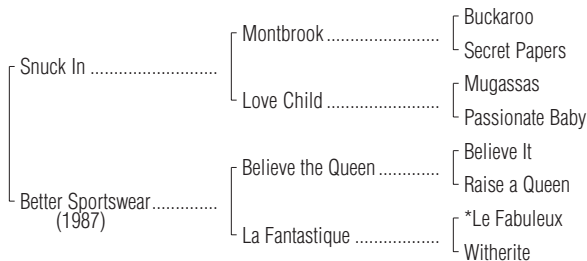 Buckaroo
Montbrook
Secret Papers
Snuck In
Mugassas
Love Child
Passionate Baby
Believe It
Believe the Queen
Raise a Queen
Better Sportswear
(1987)
*Le Fabuleux
La Fantastique
Witherite